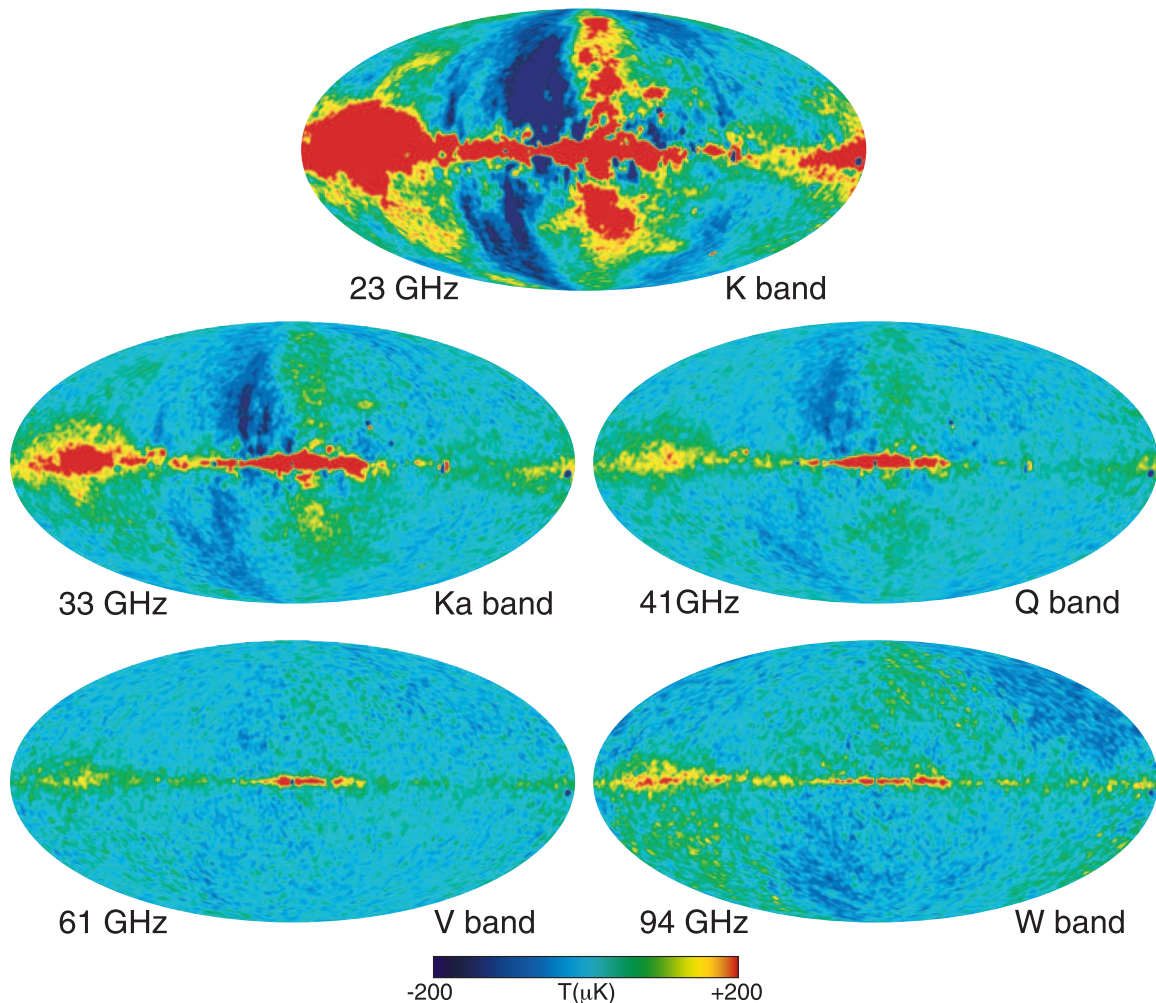 23 GHz K band
33 GHz Ka band
41GHz Q band
61 GHz V band
94 GHz W band
-200 T(μK) +200